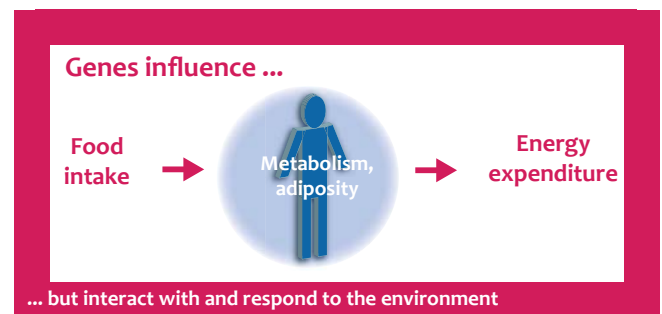 Genes influence ...
Food
intake
Metabolism,
adiposity
Energy
expenditure
... but interact with and respond to the environment